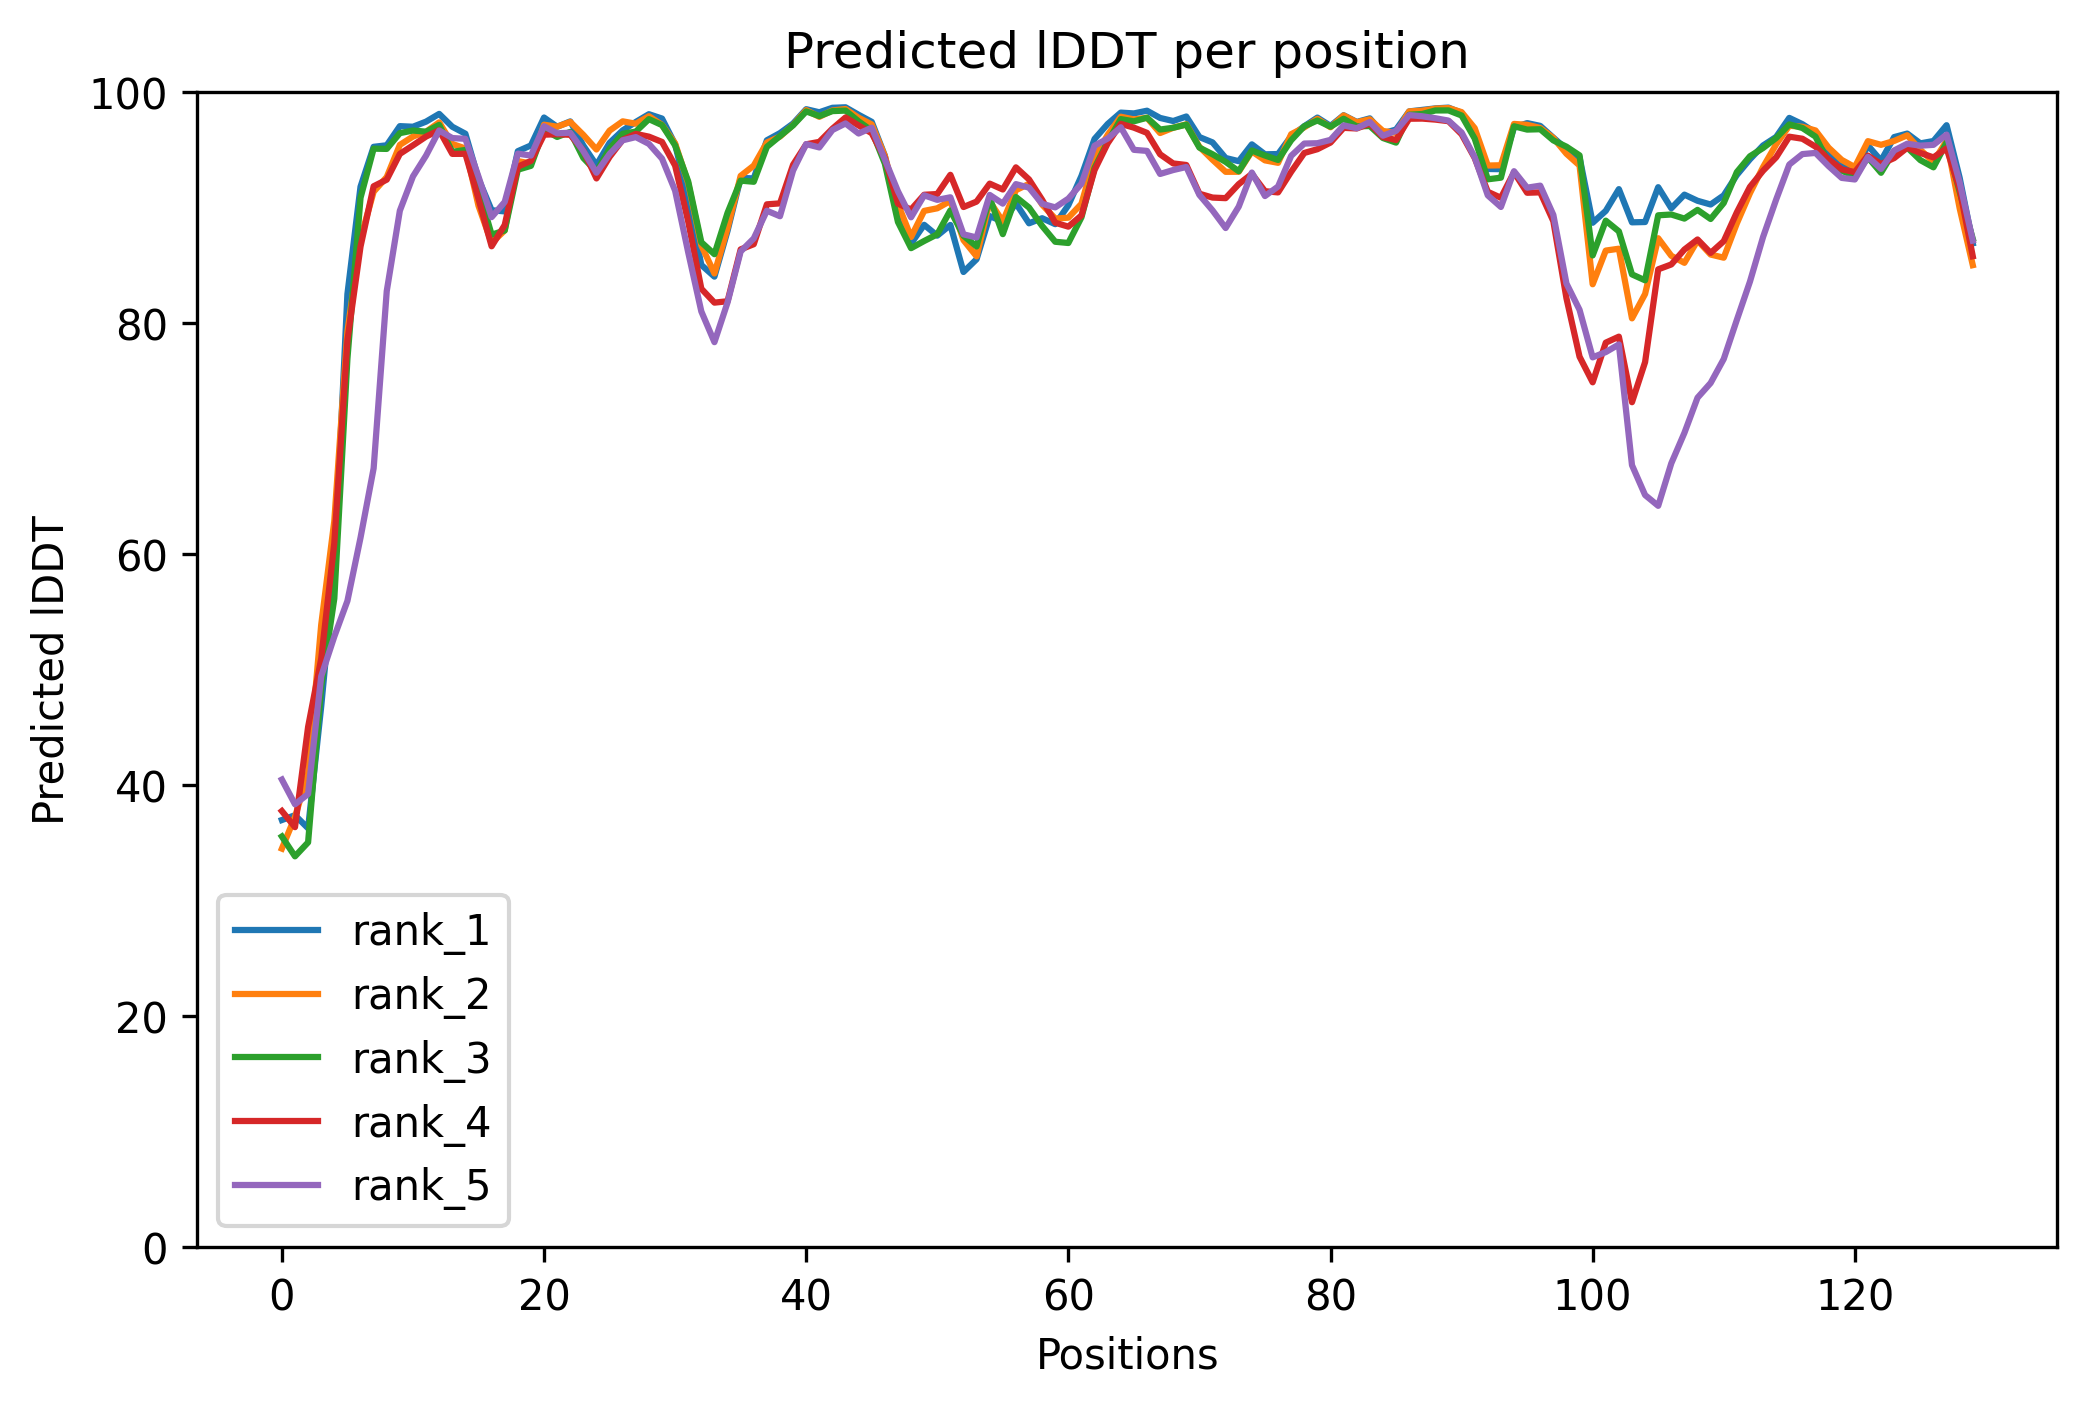 Predicted lDDT per position
100
80
60
40
20
0
Predicted lDDT
rank_1
rank_2
rank_3
rank_4
rank_5
0 20 40 60 80 100 120
Positions